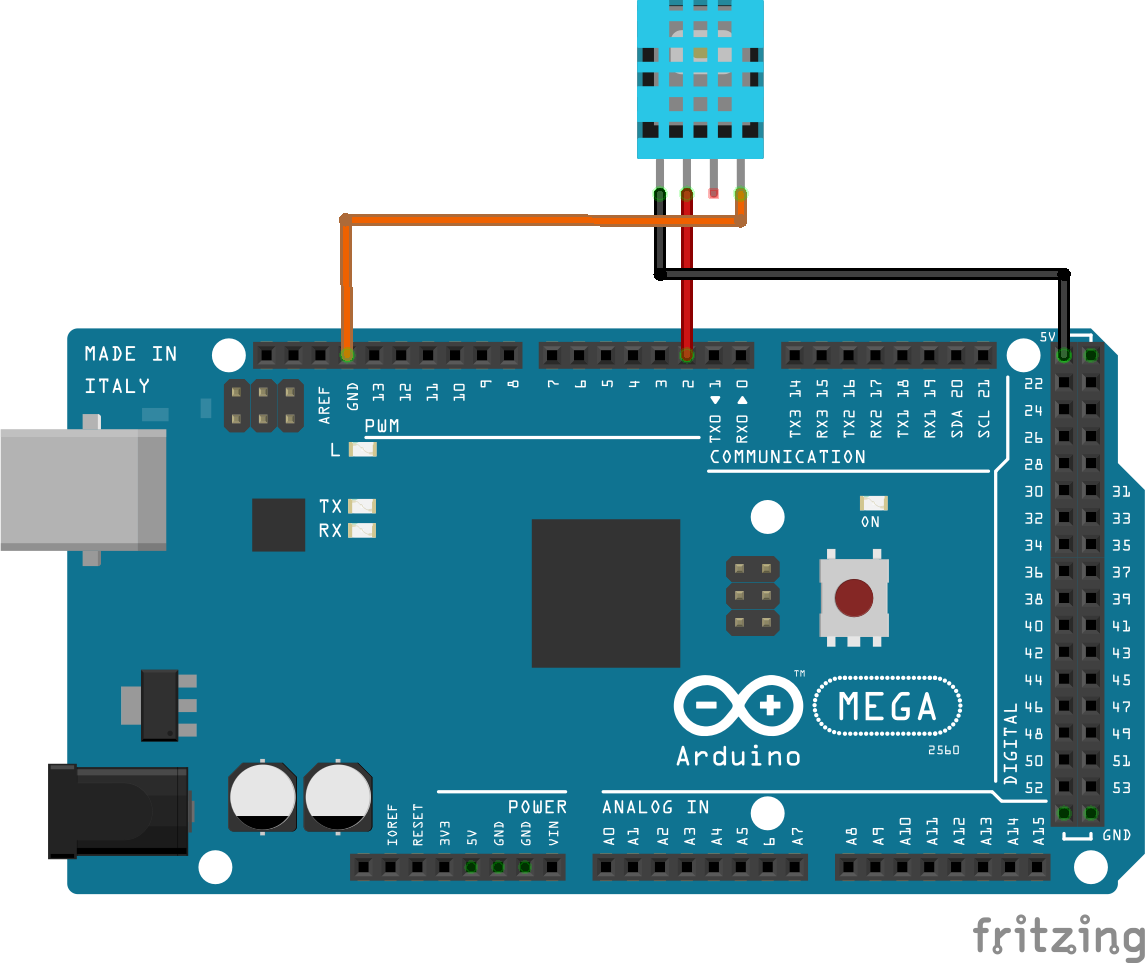 5V
MADE IN
ITALY
AREF
GND
13
12
11
10
9
8
7
6
5
4
3
2
TX0 ◀ 1
RX0 ▶ 0
TX3 14
RX3 15
TX2 16
RX2 17
TX1 18
RX1 19
SDA 20
SCL 21
PWM
COMMUNICATION
L
TX
RX
ON
22
24
26
28
30 31
32 33
34 35
36 37
38 39
40 41
42 43
44 45
46 47
48 49
50 51
52 53
DIGITAL
GND
TM
MEGA
2560
Arduino
POWER
ANALOG IN
IOREF
RESET
3V3
5V
GND
GND
VIN
A0
A1
A2
A3
A4
A5
6
A7
A8
A9
A10
A11
A12
A13
A14
A15
fritzing